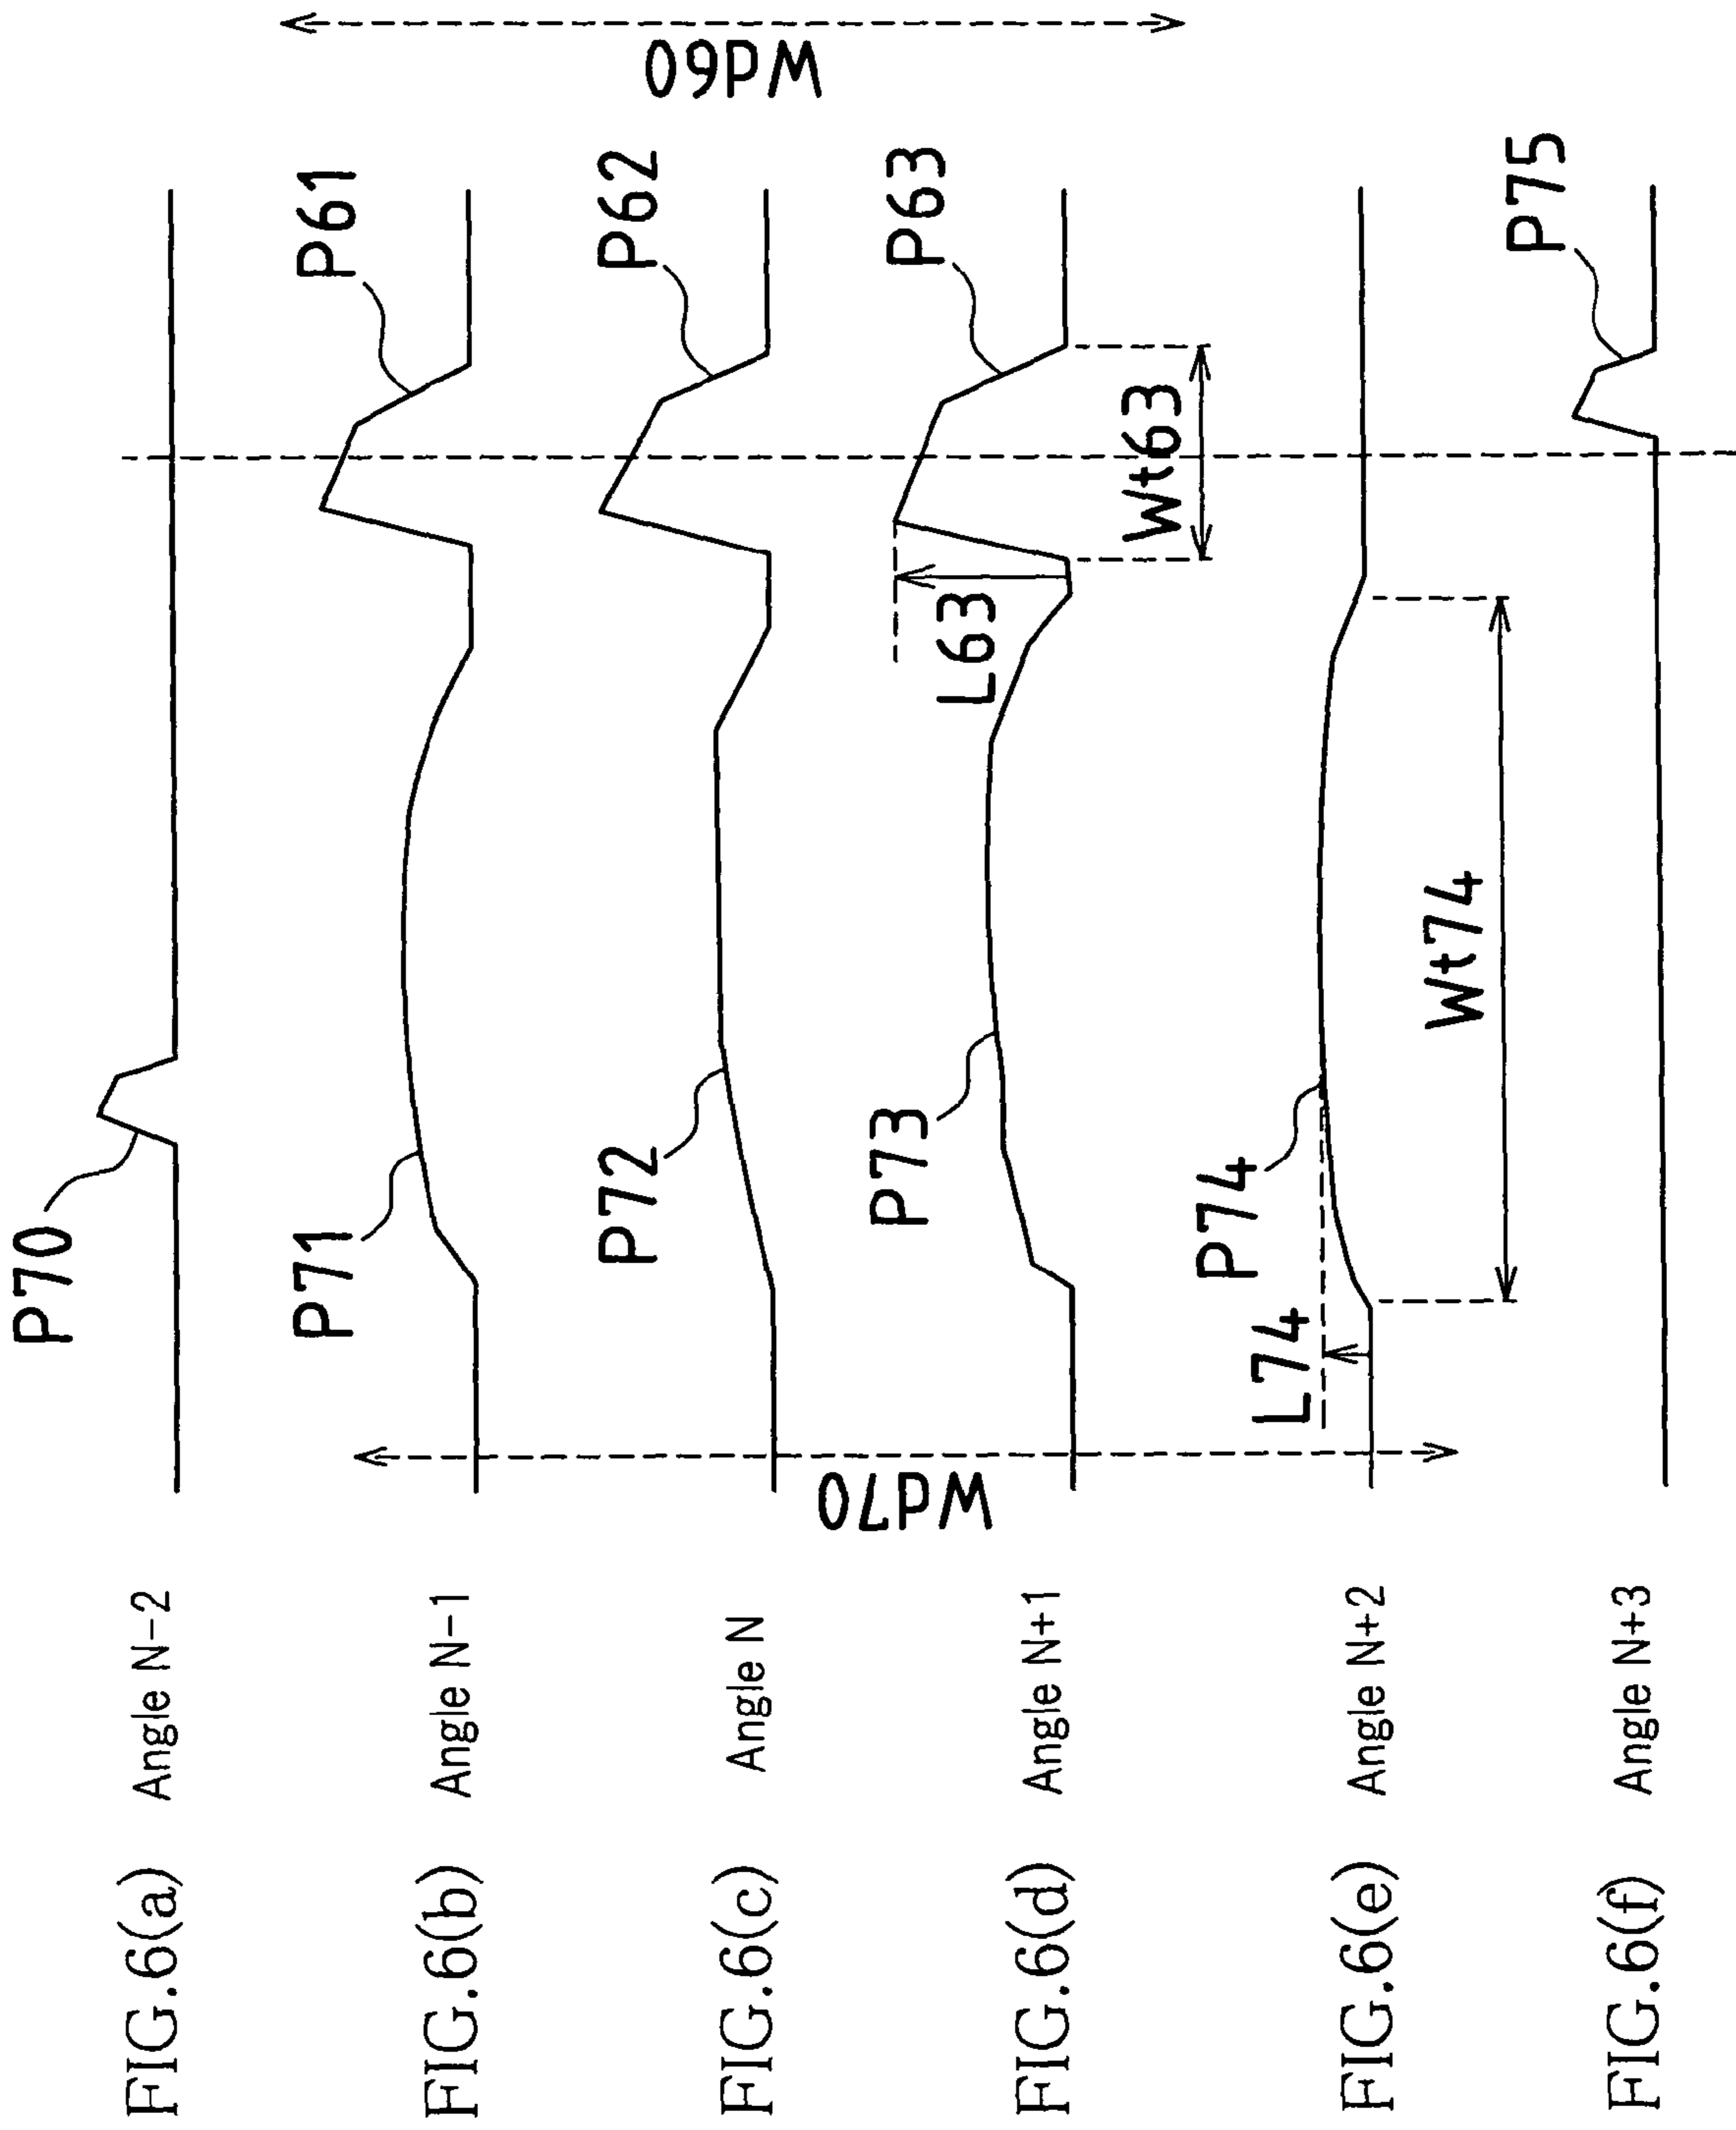 FIG.6(a) Angle N-2
P70
FIG.6(b) Angle N-1
P71
P61
FIG.6(c) Angle N
P72
P62
FIG.6(d) Angle N+1
P73
L63
P63
Wt63
FIG.6(e) Angle N+2
L74
P74
Wt74
FIG.6(f) Angle N+3
P75
Wd70
Wd60